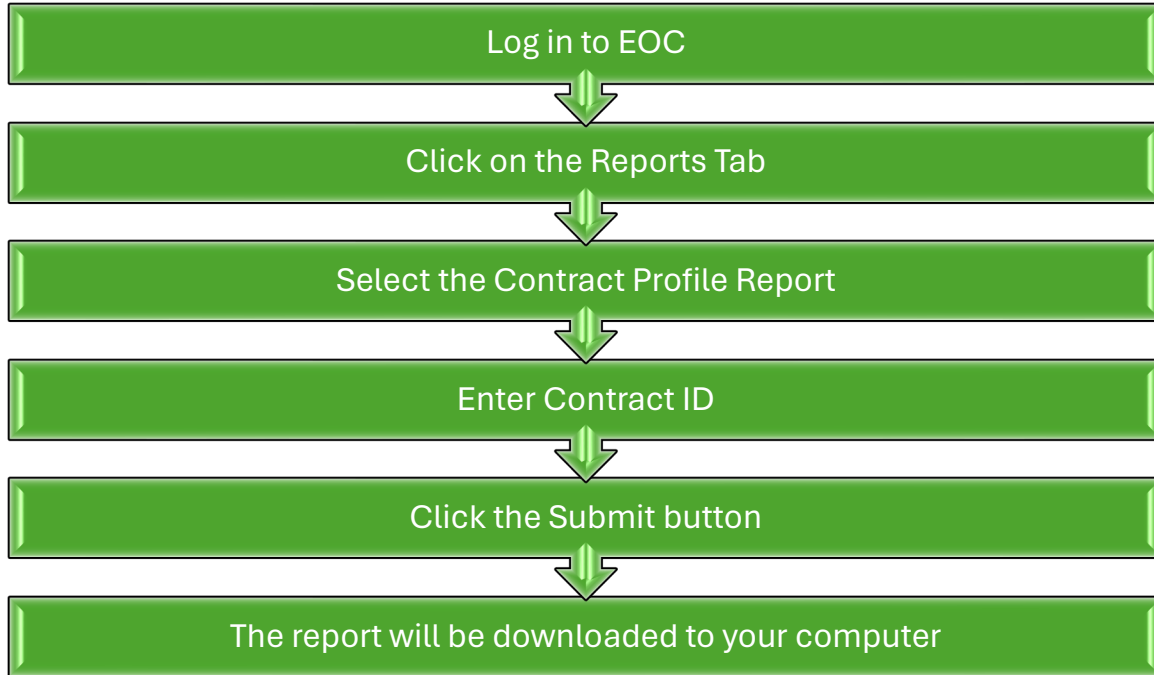 Log in to EOC
Click on the Reports Tab
Select the Contract Profile Report
Enter Contract ID
Click the Submit button
The report will be downloaded to your computer